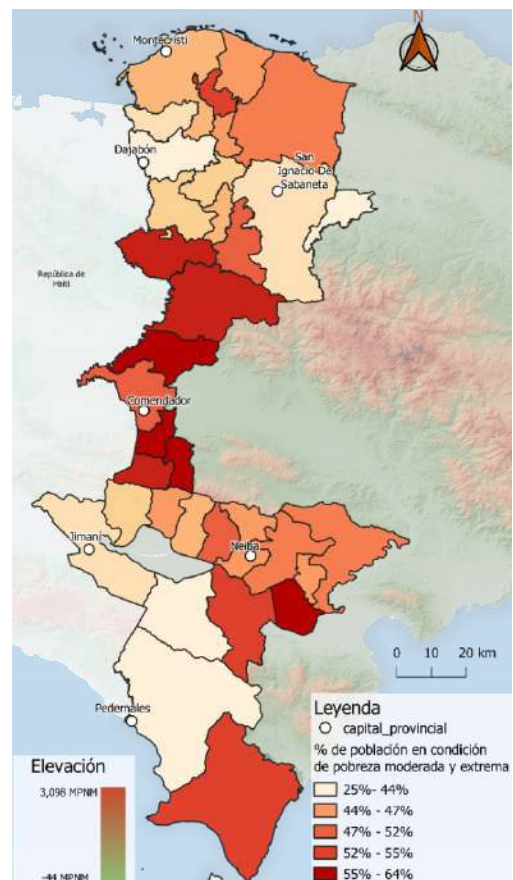 N
Montecristi
Dajabón
San
Ignacio De
Sabaneta
República de
Haití
Comendador
Jimaní
Neiba
0 10 20 km
Pedernales
Leyenda
capital_provincial
% de población en condición
de pobreza moderada y extrema
25%- 44%
44% - 47%
47% - 52%
52% - 55%
55% - 64%
Elevación
3,098 MPNM
-44 MPNM